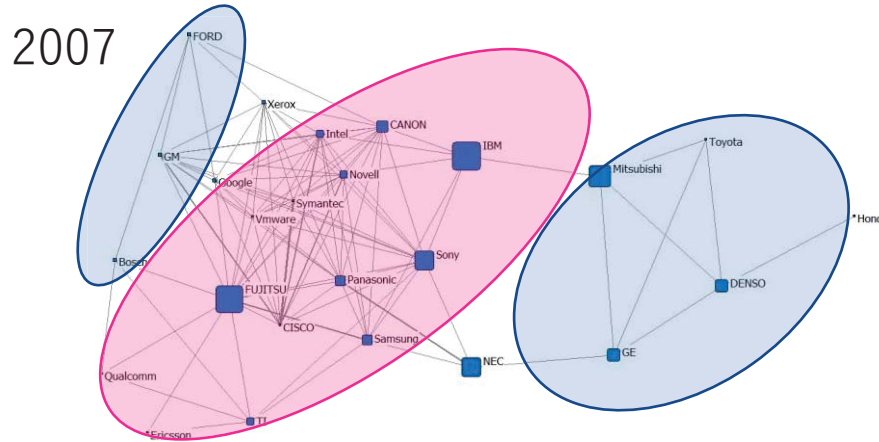 2007
FORD
Xerox
Intel
CANON
IBM
Toyota
GM
Mitsubishi
Google
Novell
Symantec
Vmware
Hond
Sony
Bosch
Panasonic
DENSO
FUJITSU
CISCO
Samsung
GE
NEC
Qualcomm
TI
Ericsson